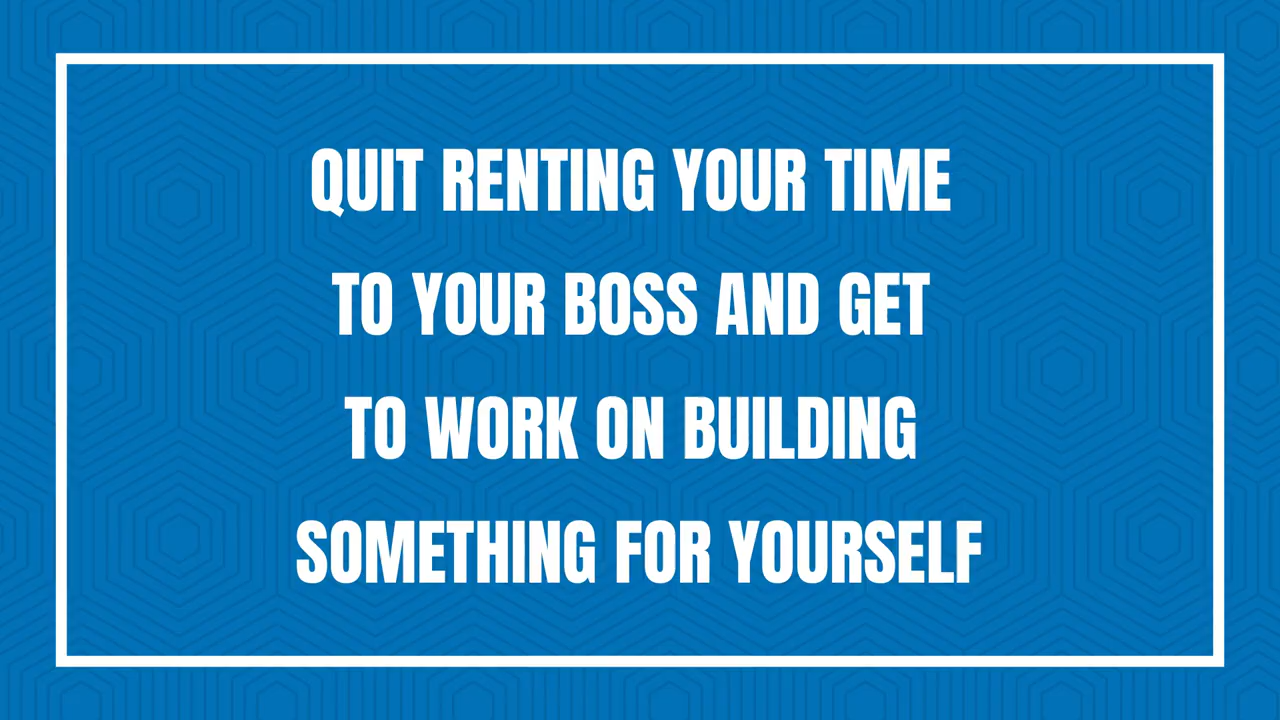 QUIT RENTING YOUR TIME
TO YOUR BOSS AND GET
TO WORK ON BUILDING
SOMETHING FOR YOURSELF